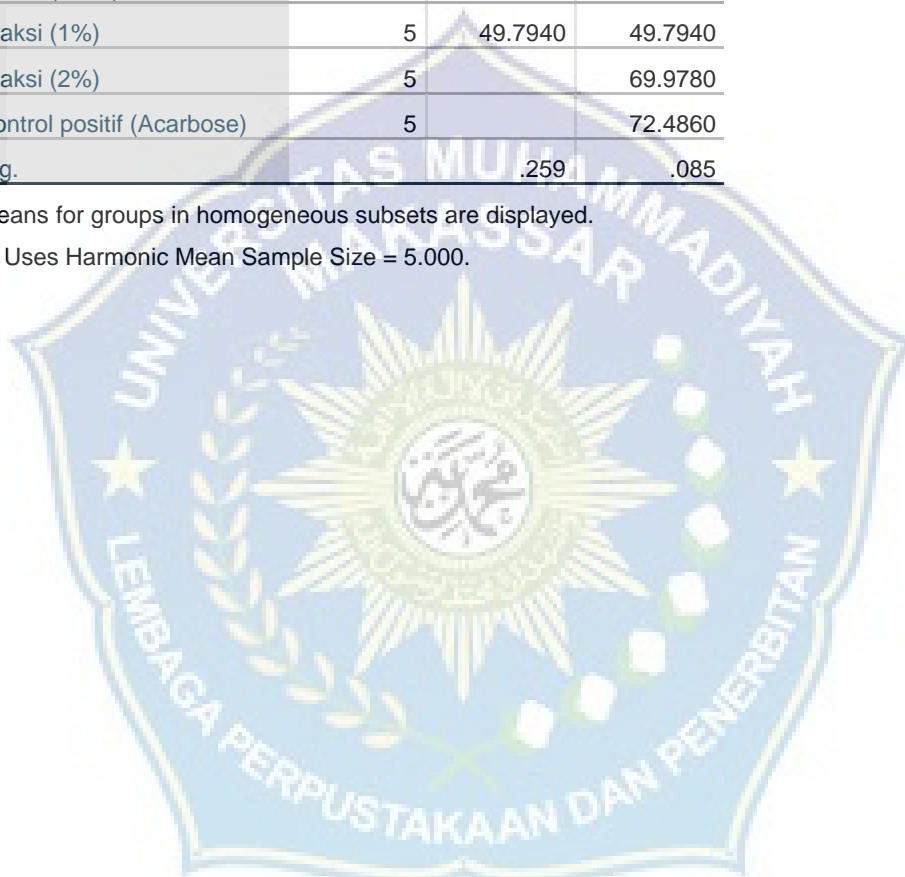 aksi (1%) 5 49.7940 49.7940
aksi (2%) 5 69.9780
ontrol positif (Acarbose) 5 72.4860
g. .259 .085
eans for groups in homogeneous subsets are displayed.
Uses Harmonic Mean Sample Size = 5.000.
UNIVERSITAS MUHAMMADIYAH
MAKASSAR
LEMBAGA PERPUSTAKAAN DAN PENERBITAN